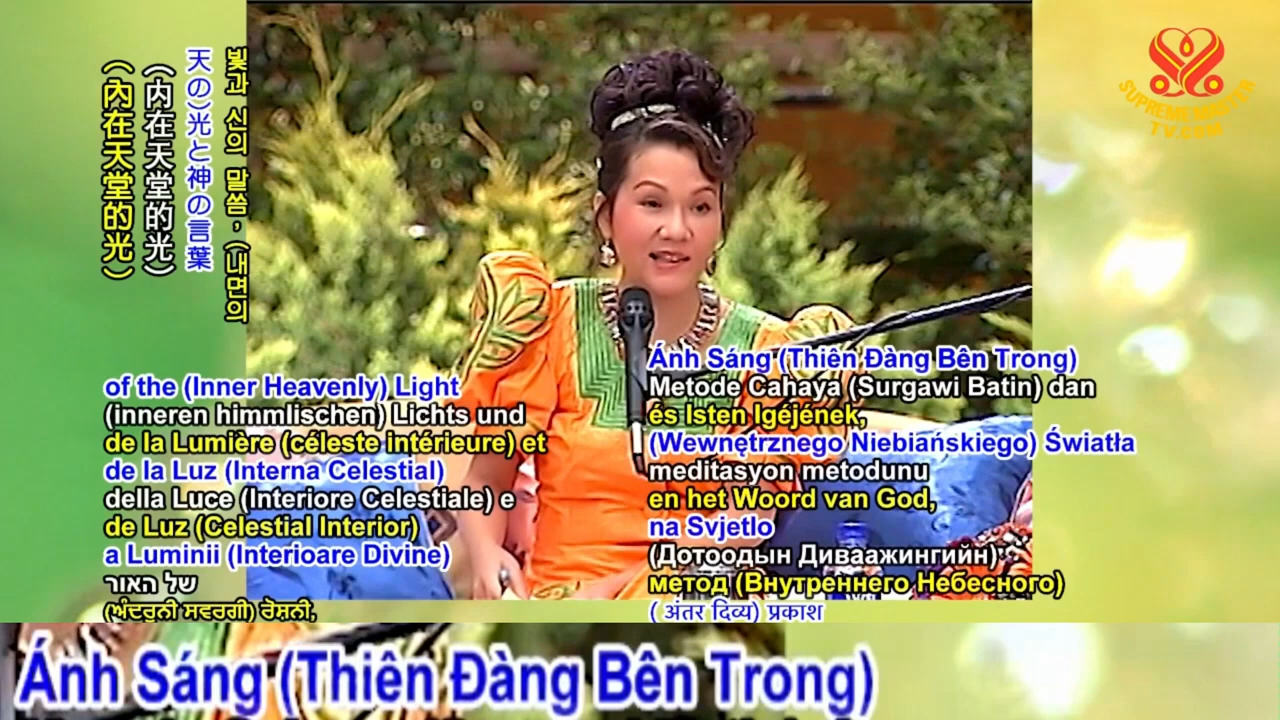 빛과 신의 말씀, (내면의
天の)光と神の言葉
(内在天堂的光)
(內在天堂的光)
SUPREMEMASTER
TV.COM
of the (Inner Heavenly) Light
(inneren himmlischen) Lichts und
de la Lumière (céleste intérieure) et
de la Luz (Interna Celestial)
della Luce (Interiore Celestiale) e
de Luz (Celestial Interior)
a Luminii (Interioare Divine)
של האור
(ਅੰਦਰੂਨੀ ਸਵਰਗੀ) ਰੋਸ਼ਨੀ,
Ánh Sáng (Thiên Đàng Bên Trong)
Metode Cahaya (Surgawi Batin) dan
és Isten Igéjének,
(Wewnętrznego Niebiańskiego) Światła
meditasyon metodunu
en het Woord van God,
na Svjetlo
(Дотоодын Диваажингийн)
метод (Внутреннего Небесного)
( अंतर दिव्य) प्रकाश
Ánh Sáng (Thiên Đàng Bên Trong)